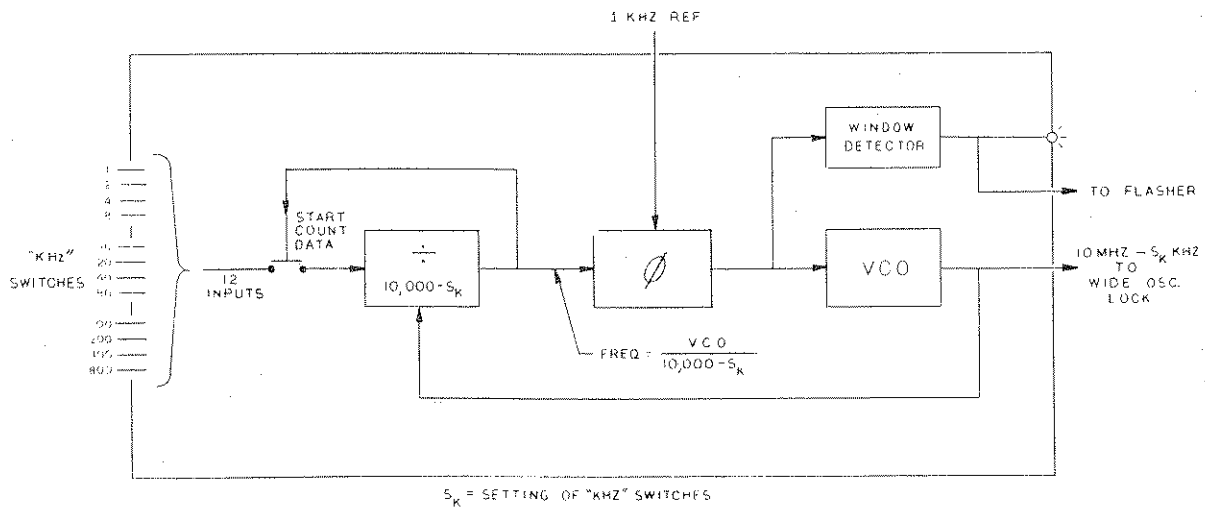 1 KHZ REF
WINDOW
DETECTOR
TO FLASHER
1
2
4
8
START
COUNT
DATA
"KHZ"
SWITCHES
20
80
12
INPUTS
÷
10,000-S_K
Ø
VCO
10 MHZ - S_K KHZ
TO
WIDE OSC.
LOCK
200
800
FREQ = VCO
10,000-S_K
S_K = SETTING OF "KHZ" SWITCHES